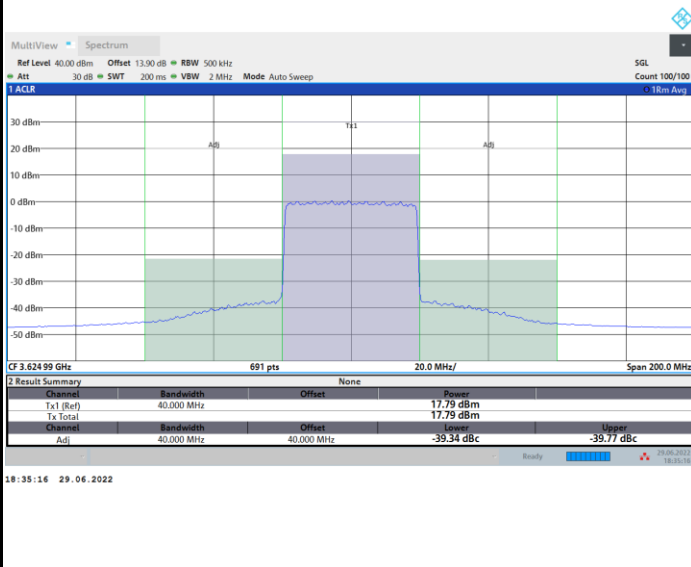 MultiView Spectrum
Ref Level 40.00 dBm Offset 13.90 dB RBW 500 kHz SGL
Att 30 dB SWT 200 ms VBW 2 MHz Mode Auto Sweep Count 100/100
1 ACLR 1Rm Avg
Tx1
Adj Adj
30 dBm
20 dBm
10 dBm
0 dBm
-10 dBm
-20 dBm
-30 dBm
-40 dBm
-50 dBm
CF 3.624 99 GHz 691 pts 20.0 MHz/ Span 200.0 MHz
2 Result Summary None
Channel Bandwidth Offset Power
Tx1 (Ref) 40.000 MHz 17.79 dBm
Tx Total 17.79 dBm
Channel Bandwidth Offset Lower Upper
Adj 40.000 MHz 40.000 MHz -39.34 dBc -39.77 dBc
Ready 29.06.2022
18:35:16
18:35:16 29.06.2022